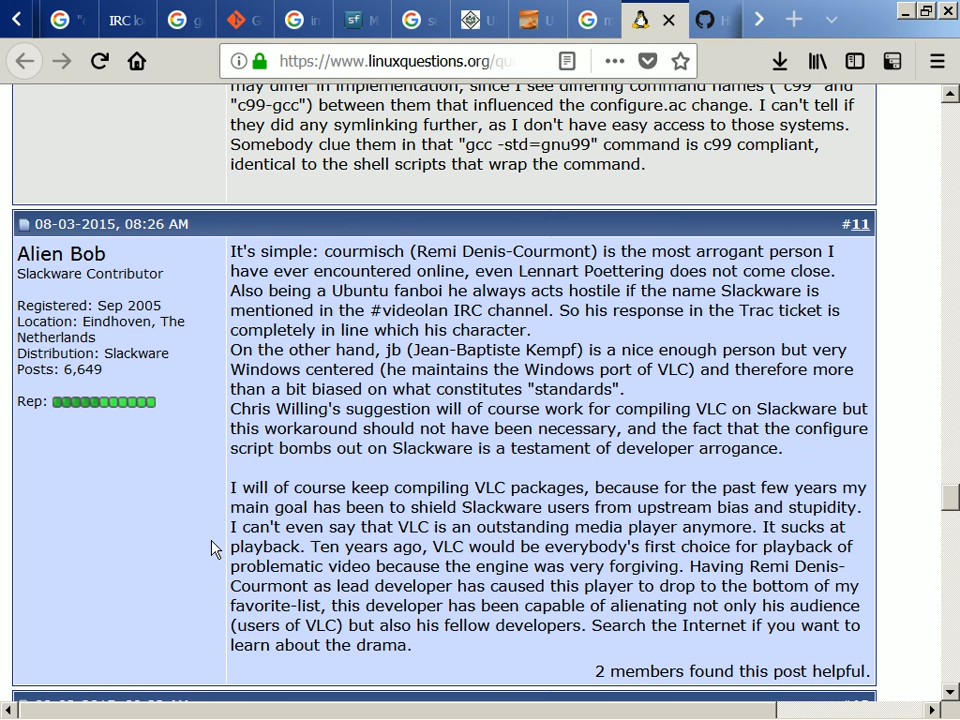 IRC lo
G
in
sf M
s
U
U
m
H
https://www.linuxquestions.org/qu
may differ in implementation, since I see differing command names ("c99" and
"c99-gcc") between them that influenced the configure.ac change. I can't tell if
they did any symlinking further, as I don't have easy access to those systems.
Somebody clue them in that "gcc -std=gnu99" command is c99 compliant,
identical to the shell scripts that wrap the command.
08-03-2015, 08:26 AM
#11
Alien Bob
Slackware Contributor
Registered: Sep 2005
Location: Eindhoven, The
Netherlands
Distribution: Slackware
Posts: 6,649
Rep:
It's simple: courmisch (Remi Denis-Courmont) is the most arrogant person I
have ever encountered online, even Lennart Poettering does not come close.
Also being a Ubuntu fanboi he always acts hostile if the name Slackware is
mentioned in the #videolan IRC channel. So his response in the Trac ticket is
completely in line which his character.
On the other hand, jb (Jean-Baptiste Kempf) is a nice enough person but very
Windows centered (he maintains the Windows port of VLC) and therefore more
than a bit biased on what constitutes "standards".
Chris Willing's suggestion will of course work for compiling VLC on Slackware but
this workaround should not have been necessary, and the fact that the configure
script bombs out on Slackware is a testament of developer arrogance.
I will of course keep compiling VLC packages, because for the past few years my
main goal has been to shield Slackware users from upstream bias and stupidity.
I can't even say that VLC is an outstanding media player anymore. It sucks at
playback. Ten years ago, VLC would be everybody's first choice for playback of
problematic video because the engine was very forgiving. Having Remi Denis-
Courmont as lead developer has caused this player to drop to the bottom of my
favorite-list, this developer has been capable of alienating not only his audience
(users of VLC) but also his fellow developers. Search the Internet if you want to
learn about the drama.
2 members found this post helpful.